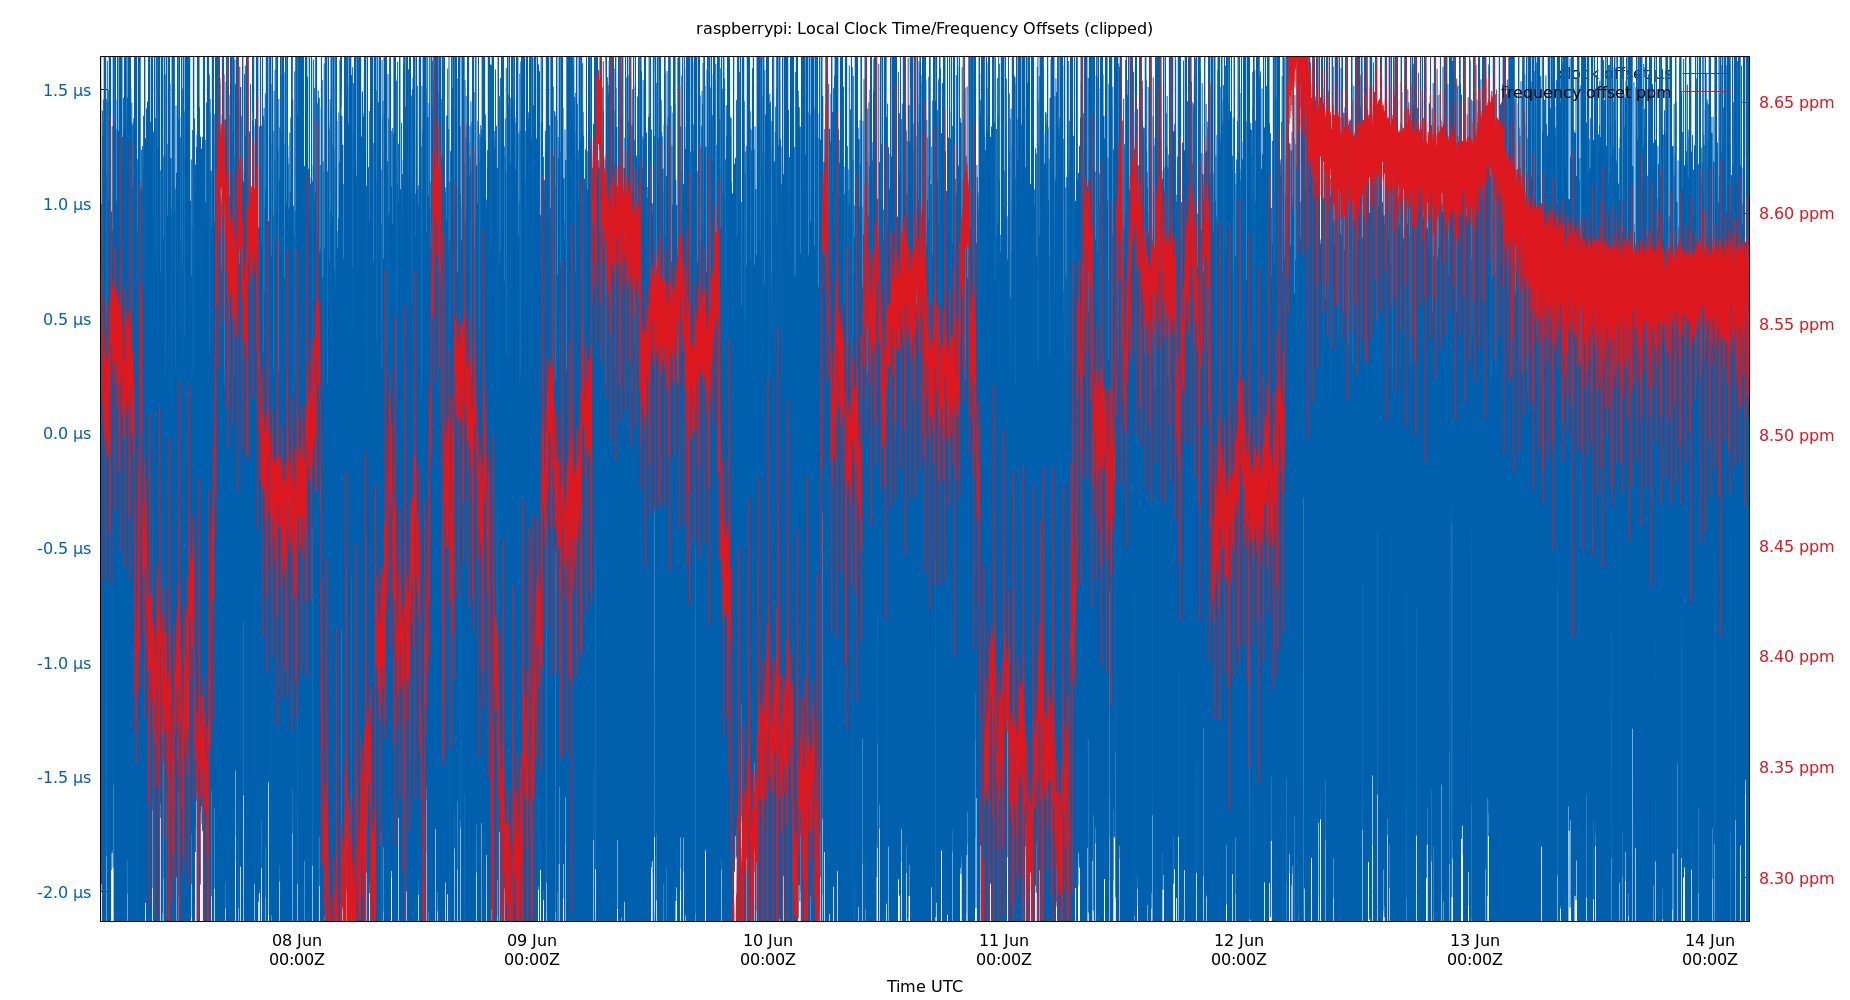 raspberrypi: Local Clock Time/Frequency Offsets (clipped)
clock offset µs
frequency offset ppm
1.5 µs
1.0 µs
0.5 µs
0.0 µs
-0.5 µs
-1.0 µs
-1.5 µs
-2.0 µs
8.65 ppm
8.60 ppm
8.55 ppm
8.50 ppm
8.45 ppm
8.40 ppm
8.35 ppm
8.30 ppm
08 Jun 09 Jun 10 Jun 11 Jun 12 Jun 13 Jun 14 Jun
00:00Z 00:00Z 00:00Z 00:00Z 00:00Z 00:00Z 00:00Z
Time UTC